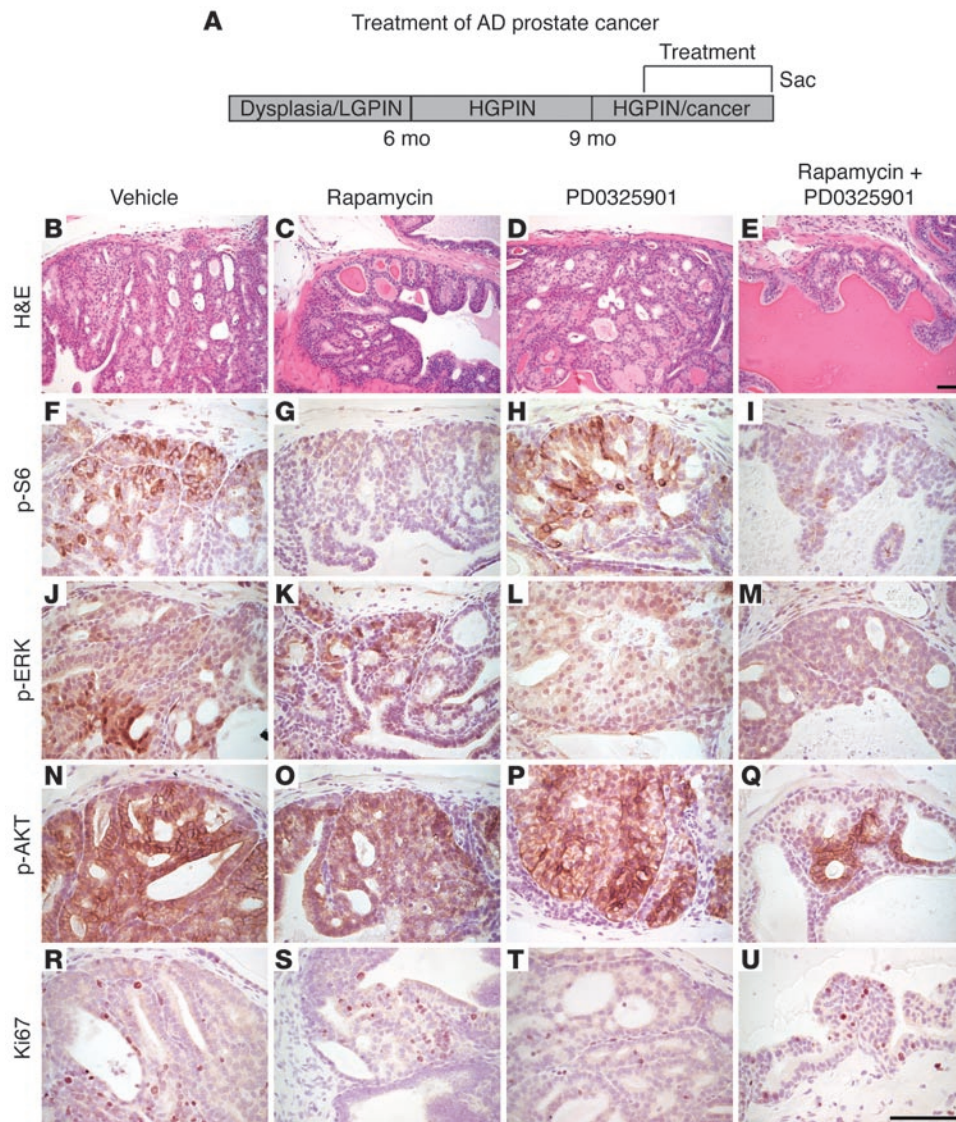 A Treatment of AD prostate cancer
Treatment
Sac
Dysplasia/LGPIN HGPIN HGPIN/cancer
6 mo 9 mo
Vehicle Rapamycin PD0325901 Rapamycin +
PD0325901
H&E B C D E
p-S6 F G H I
p-ERK J K L M
p-AKT N O P Q
Ki67 R S T U